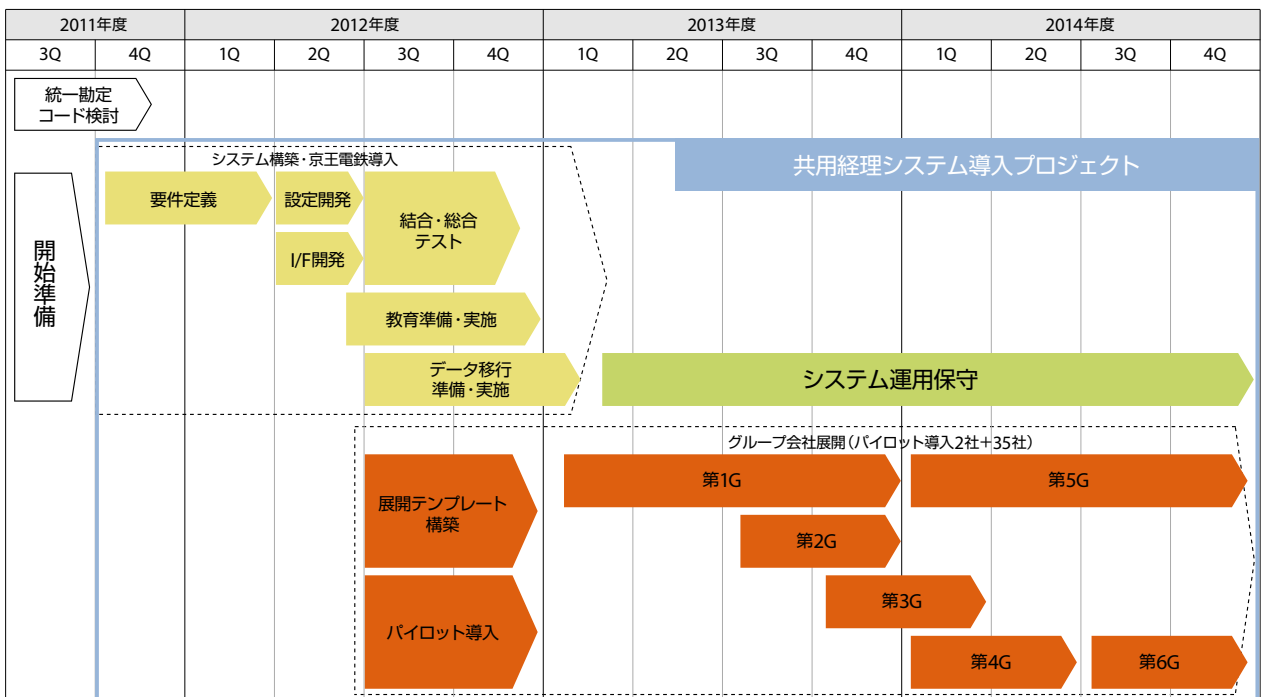 2011年度
2012年度
2013年度
2014年度
3Q
4Q
1Q
2Q
3Q
4Q
1Q
2Q
3Q
4Q
1Q
2Q
3Q
4Q
統一勘定
コード検討
開始準備
システム構築・京王電鉄導入
共用経理システム導入プロジェクト
要件定義
設定開発
I/F開発
結合・総合
テスト
教育準備・実施
データ移行
準備・実施
システム運用保守
グループ会社展開(パイロット導入2社＋35社)
展開テンプレート
構築
パイロット導入
第1G
第5G
第2G
第3G
第4G
第6G